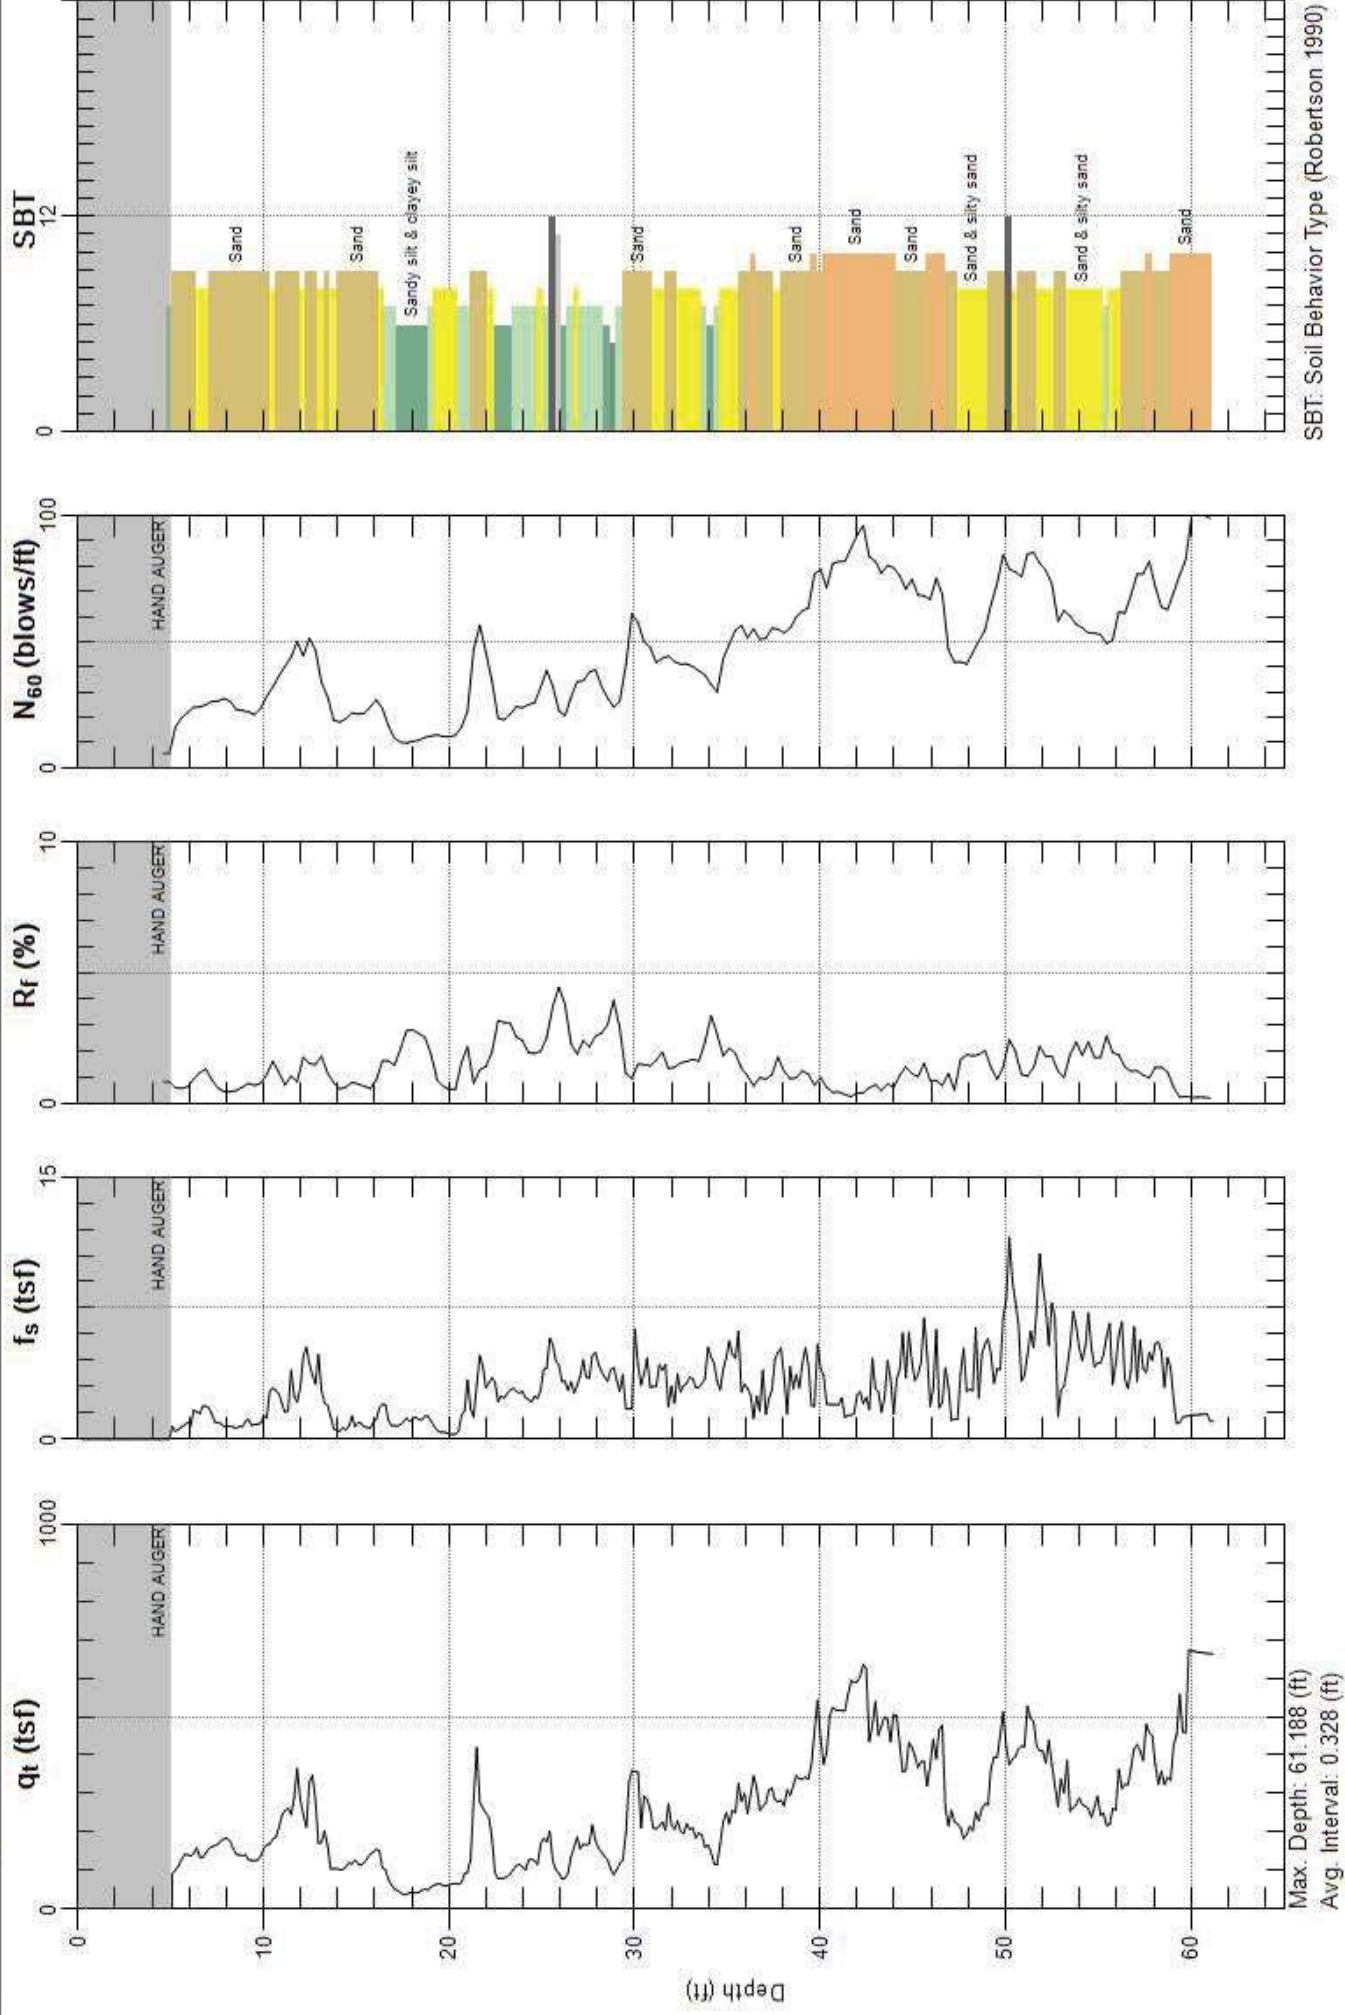 qt (tsf)
0
1000
HAND AUGER
fs (tsf)
0
15
HAND AUGER
Rf (%)
0
10
HAND AUGER
N60 (blows/ft)
0
100
HAND AUGER
SBT
0
12
Depth (ft)
0
10
20
30
40
50
60
Sand
Sand
Sandy silt & clayey silt
Sand
Sand
Sand
Sand
Sand & silty sand
Sand & silty sand
Sand
Max. Depth: 61.188 (ft)
Avg. Interval: 0.328 (ft)
SBT: Soil Behavior Type (Robertson 1990)